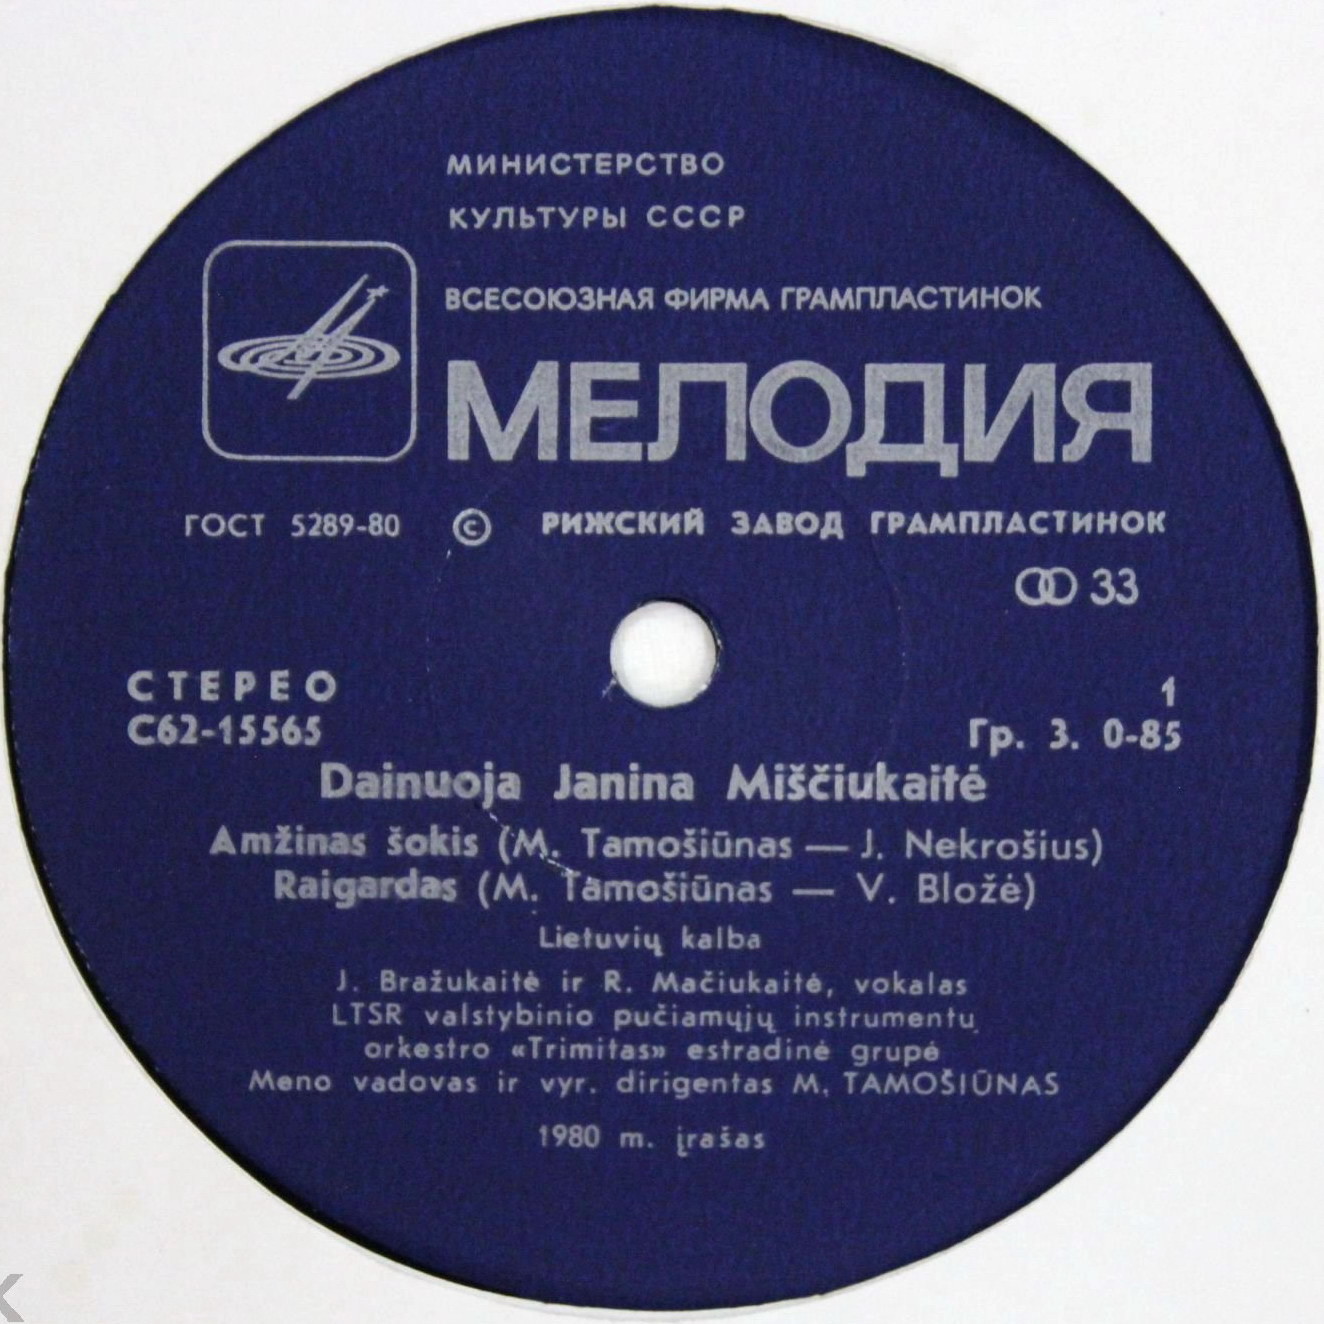 МИНИСТЕРСТВО
КУЛЬТУРЫ СССР
ВСЕСОЮЗНАЯ ФИРМА ГРАМПЛАСТИНОК
МЕЛОДИЯ
ГОСТ 5289-80 © РИЖСКИЙ ЗАВОД ГРАМПЛАСТИНОК
33
СТЕРЕО 1
С62-15565 Гр. 3. 0-85
Dainuoja Janina Miščiukaitė
Amžinas šokis (M. Tamošiūnas — J. Nekrošius)
Raigardas (M. Tamošiūnas — V. Bložė)
Lietuvių kalba
J. Bražukaitė ir R. Mačiukaitė, vokalas
LTSR valstybinio pučiamųjų instrumentų
orkestro «Trimitas» estradinė grupė
Meno vadovas ir vyr. dirigentas M. TAMOŠIŪNAS
1980 m. įrašas